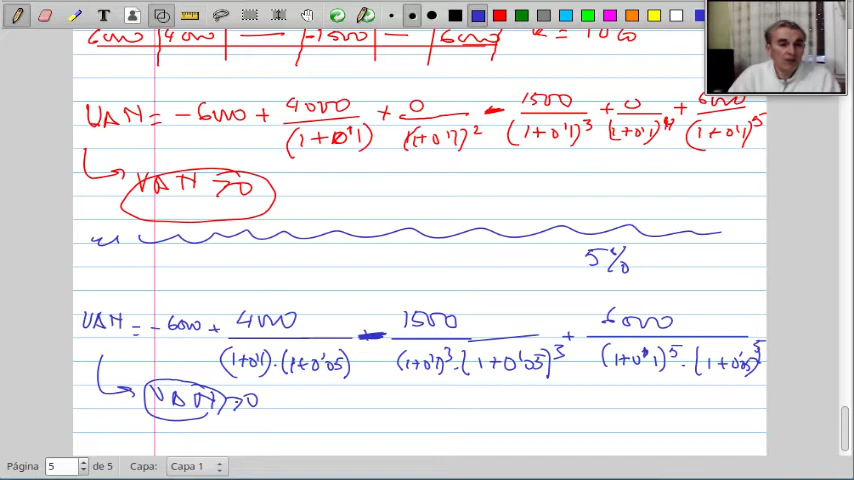 6000 4000 — -1500 — 6000 K = 10%
VAN = -6000 + 4000/(1+0'1) + 0/(1+0'1)² - 1500/(1+0'1)³ + 0/(1+0'1)⁴ + 6000/(1+0'1)⁵
VAN > 0
5%
VAN = -6000 + 4000/(1+0'1)·(1+0'05) - 1500/(1+0'1)³·(1+0'05)³ + 6000/(1+0'1)⁵·(1+0'05)⁵
VAN > 0
Página 5 de 5 Capa: Capa 1